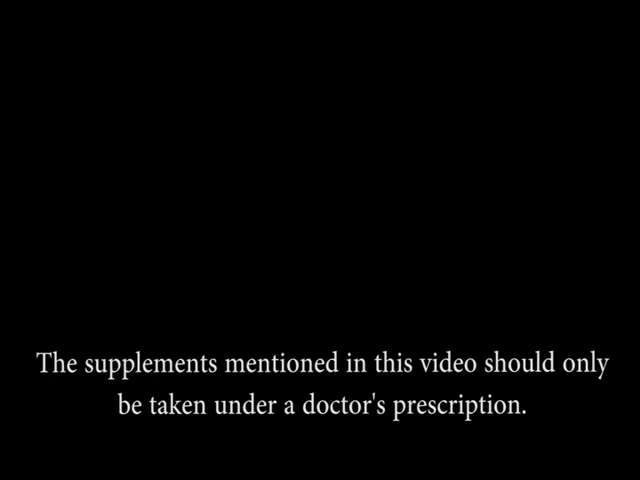 The supplements mentioned in this video should only
be taken under a doctor's prescription.